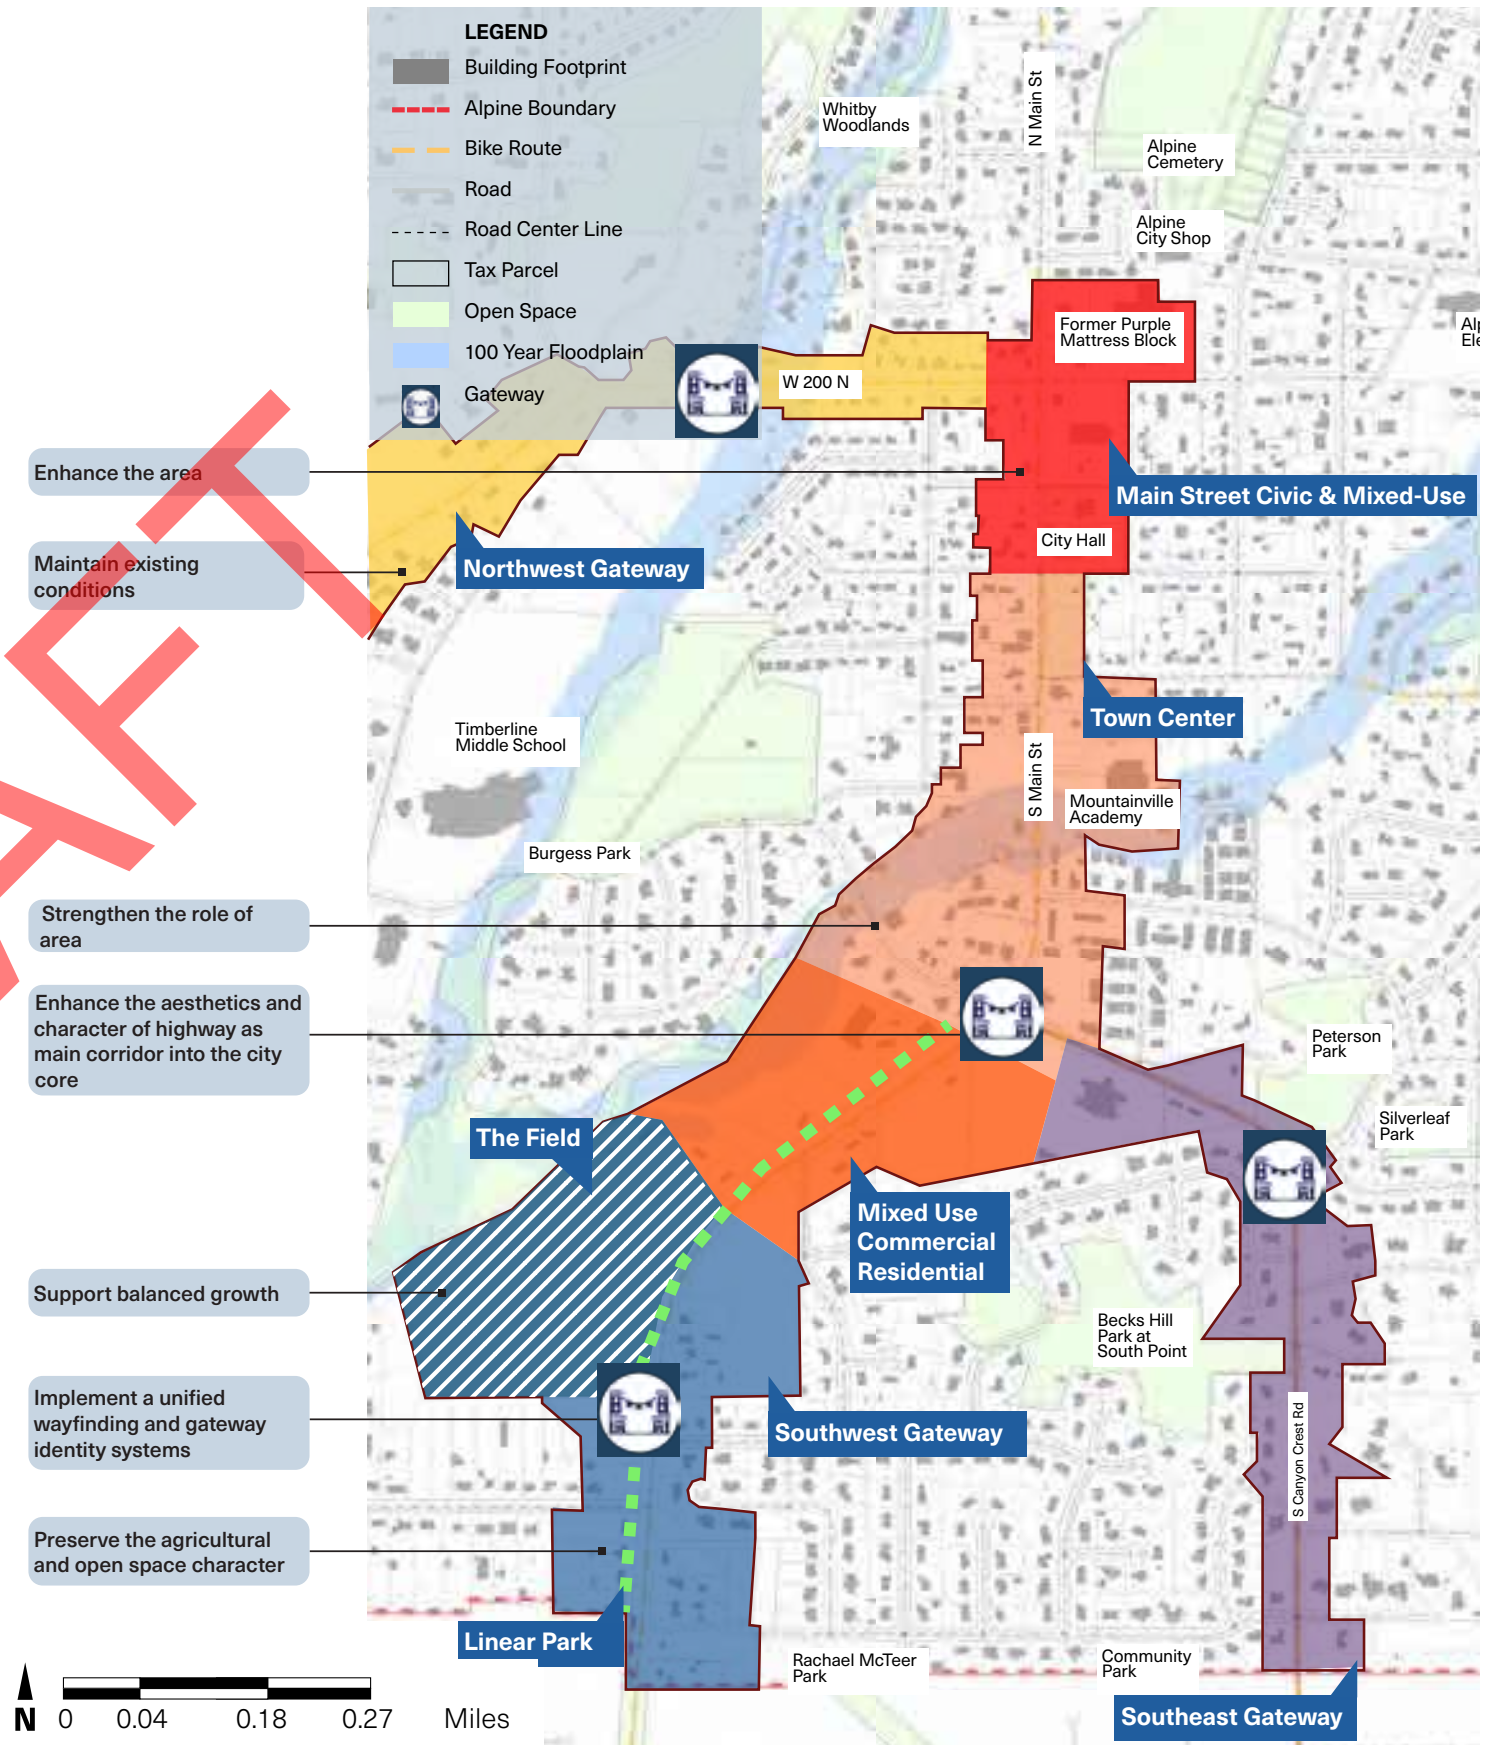 LEGEND
Building Footprint
Alpine Boundary
Bike Route
Road
Road Center Line
Tax Parcel
Open Space
100 Year Floodplain
Gateway
Whitby
Woodlands
N Main St
Alpine
Cemetery
Alpine
City Shop
Former Purple
Mattress Block
W 200 N
Enhance the area
Main Street Civic & Mixed-Use
City Hall
Maintain existing
conditions
Northwest Gateway
Timberline
Middle School
Town Center
S Main St
Mountainville
Academy
Burgess Park
Strengthen the role of
area
Enhance the aesthetics and
character of highway as
main corridor into the city
core
Peterson
Park
Silverleaf
Park
The Field
Mixed Use
Commercial
Residential
Support balanced growth
Becks Hill
Park at
South Point
Implement a unified
wayfinding and gateway
identity systems
Southwest Gateway
S Canyon Crest Rd
Preserve the agricultural
and open space character
Linear Park
Rachael McTeer
Park
Community
Park
Southeast Gateway
N
0 0.04 0.18 0.27 Miles
AFT